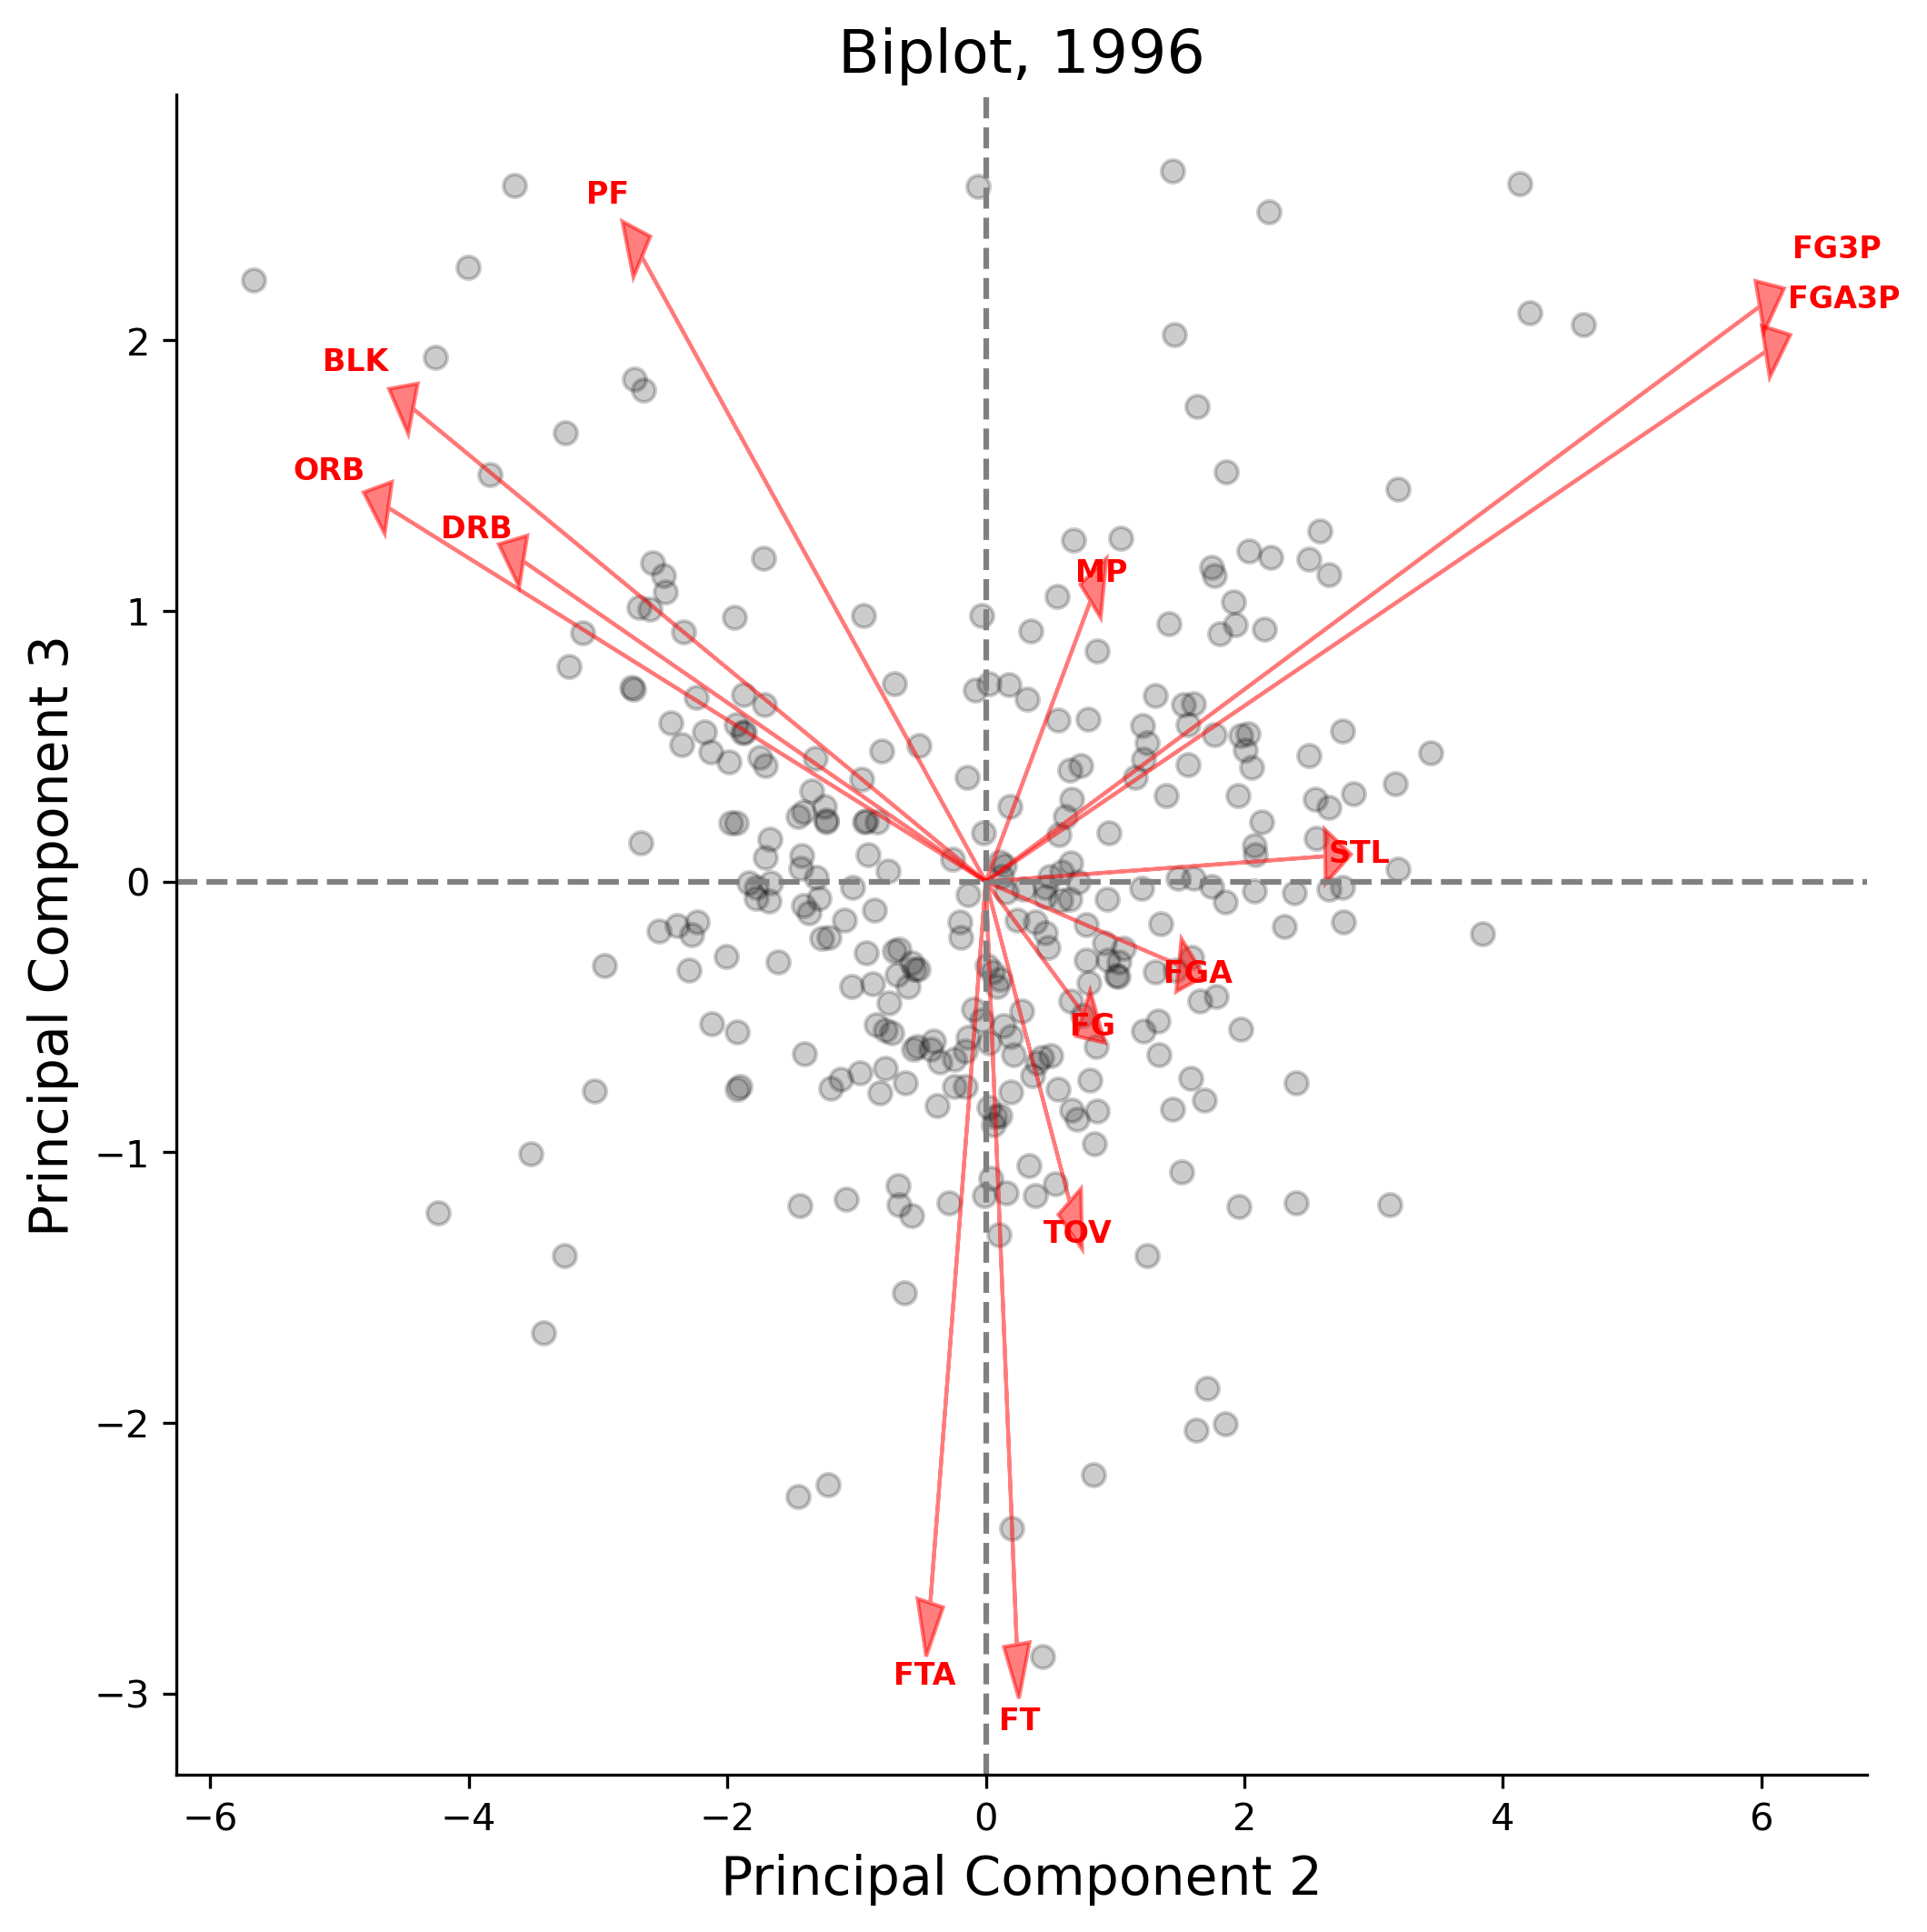 Biplot, 1996
PF
FG3P
FGA3P
BLK
ORB
DRB
MP
STL
FGA
FG
TOV
FTA
FT
Principal Component 3
2
1
0
−1
−2
−3
−6
−4
−2
0
2
4
6
Principal Component 2